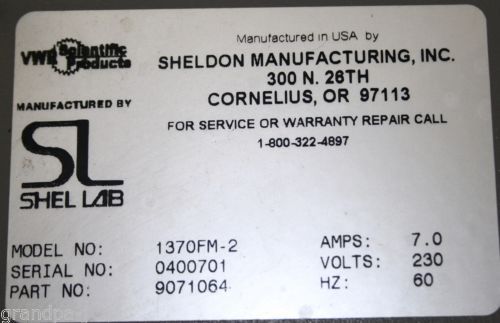 Manufactured in USA by
VWR Scientific
Products
SHELDON MANUFACTURING, INC.
300 N. 26TH
CORNELIUS, OR 97113
MANUFACTURED BY
FOR SERVICE OR WARRANTY REPAIR CALL
1-800-322-4897
SL
SHEL LAB
MODEL NO: 1370FM-2 AMPS: 7.0
SERIAL NO: 0400701 VOLTS: 230
PART NO: 9071064 HZ: 60